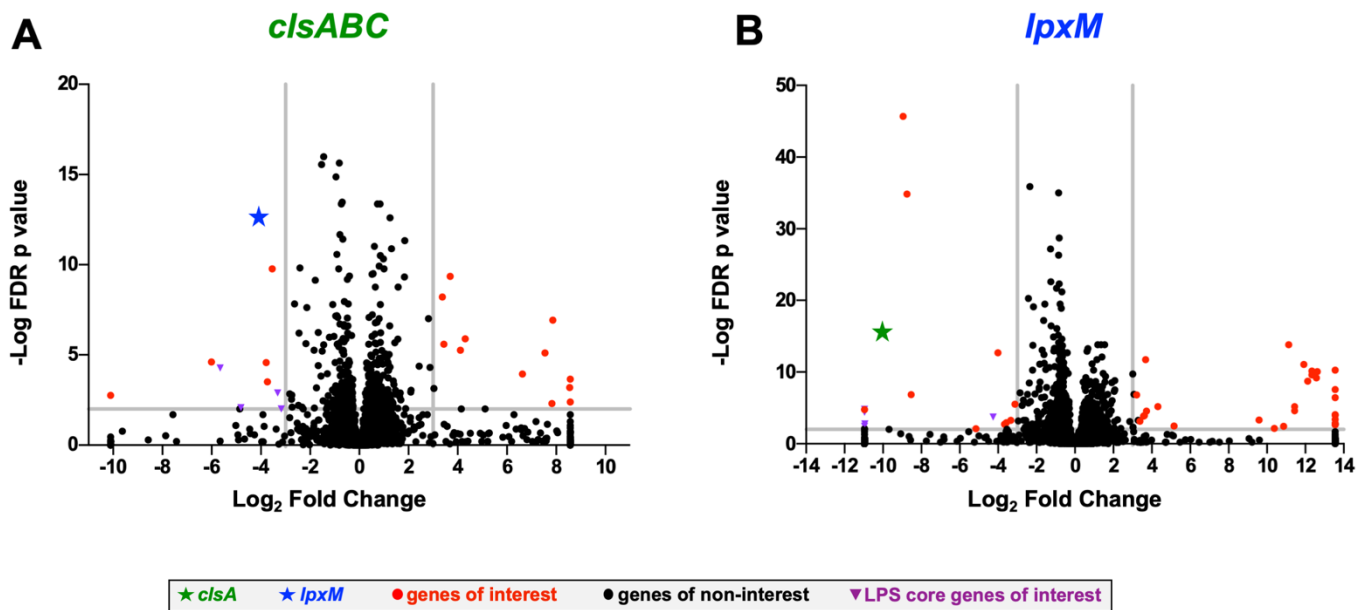 A
clsABC
20
15
10
5
0
-Log FDR p value
-10 -8 -6 -4 -2 0 2 4 6 8 10
Log2 Fold Change
B
lpxM
50
40
30
20
10
0
-Log FDR p value
-14 -12 -10 -8 -6 -4 -2 0 2 4 6 8 10 12 14
Log2 Fold Change
clsA lpxM genes of interest genes of non-interest LPS core genes of interest